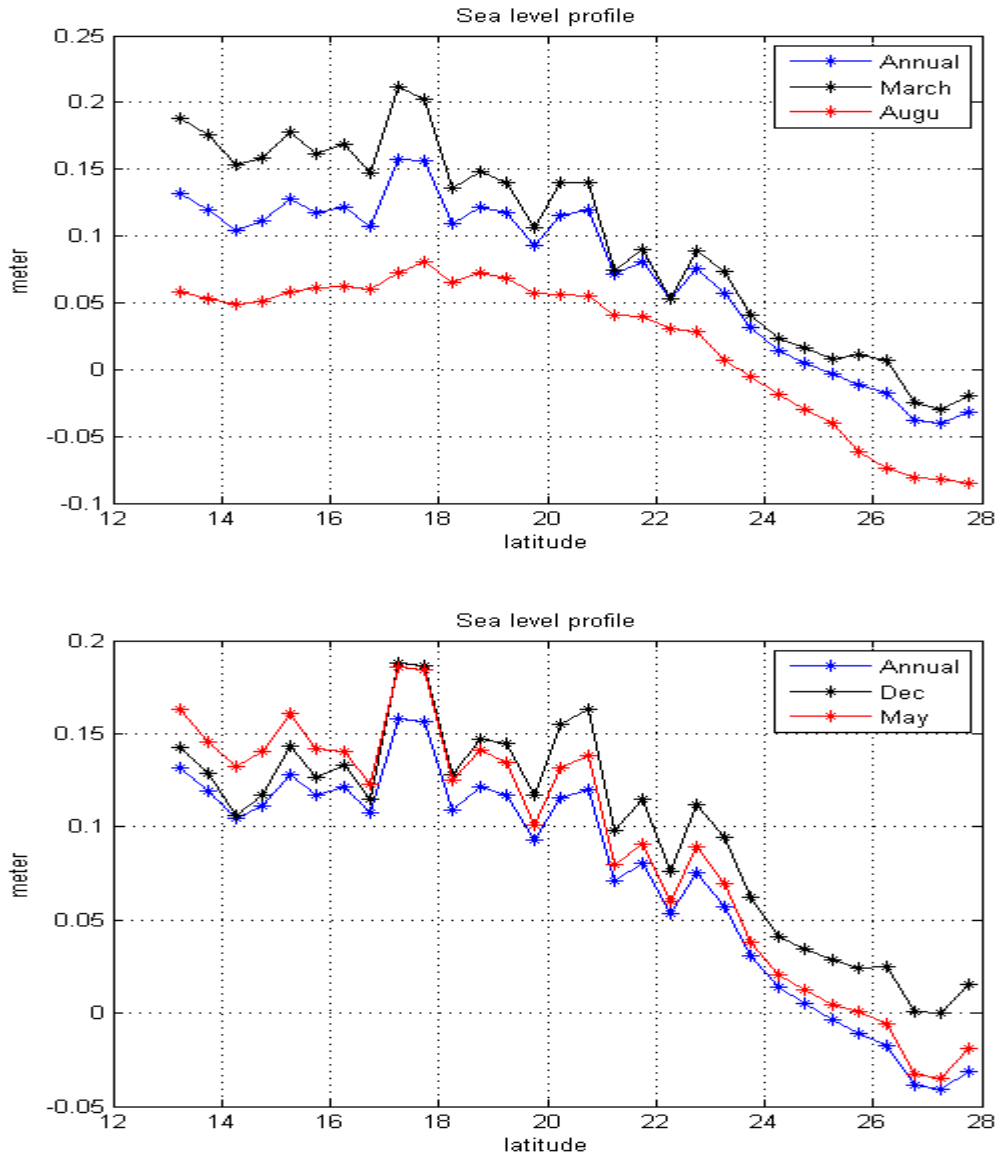 Sea level profile
0.25
0.2
0.15
0.1
0.05
0
-0.05
-0.1
meter
Annual
March
Augu
12 14 16 18 20 22 24 26 28
latitude
Sea level profile
0.2
0.15
0.1
0.05
0
-0.05
meter
Annual
Dec
May
12 14 16 18 20 22 24 26 28
latitude